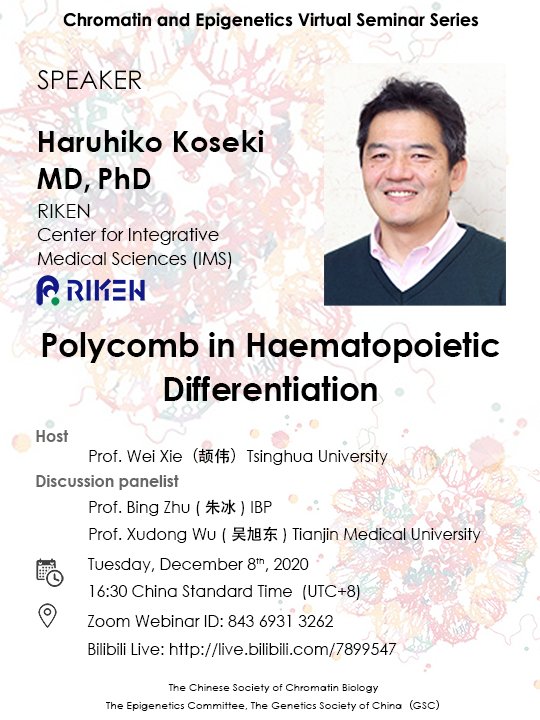 Chromatin and Epigenetics Virtual Seminar Series
SPEAKER
Haruhiko Koseki
MD, PhD
RIKEN
Center for Integrative
Medical Sciences (IMS)
RIKEN
Polycomb in Haematopoietic
Differentiation
Host
Prof. Wei Xie（颉伟）Tsinghua University
Discussion panelist
Prof. Bing Zhu ( 朱冰 ) IBP
Prof. Xudong Wu ( 吴旭东 ) Tianjin Medical University
Tuesday, December 8th, 2020
16:30 China Standard Time（UTC+8)
Zoom Webinar ID: 843 6931 3262
Bilibili Live: http://live.bilibili.com/7899547
The Chinese Society of Chromatin Biology
The Epigenetics Committee, The Genetics Society of China（GSC）